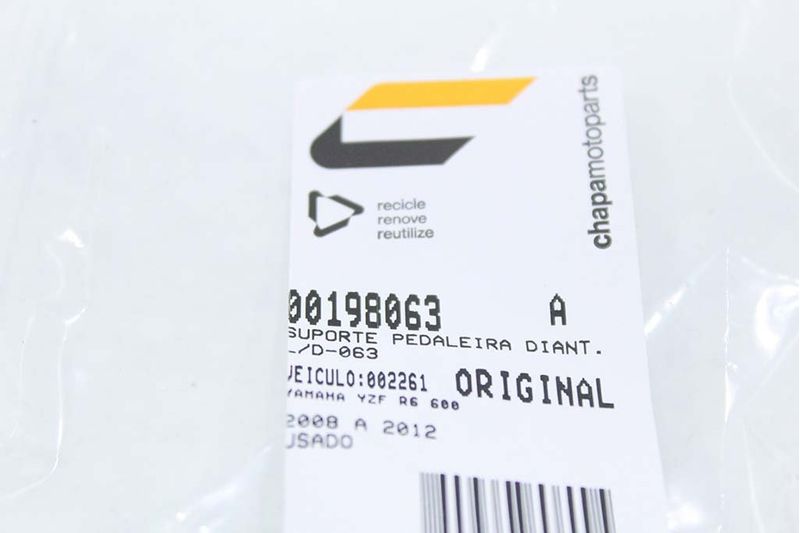 chapamotoparts
recicle
renove
reutilize
00198063 A
SUPORTE PEDALEIRA DIANT.
L/D-063
VEICULO:002261 ORIGINAL
YAMAHA YZF R6 600
2008 A 2012
USADO